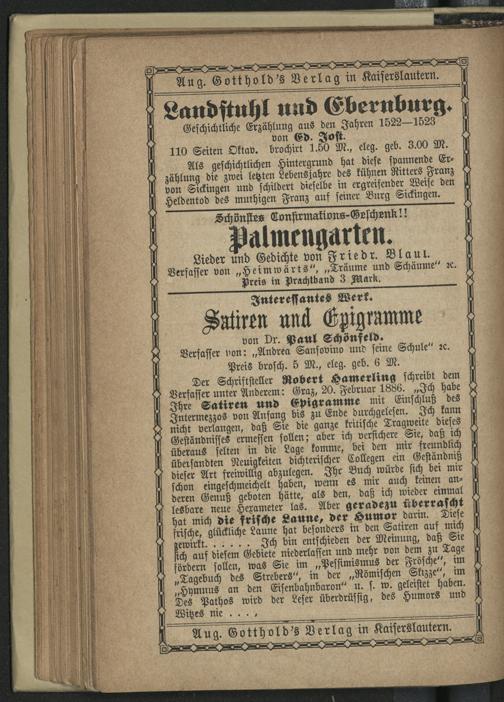 Aug. Gotthold's Verlag in Kaiserslautern.
Landstuhl und Ebernburg.
Geschichtliche Erzählung aus den Jahren 1522—1523
von Ed. Jost.
110 Seiten Oktav. brochirt 1.50 M., eleg. geb. 3.00 M.
Als geschichtlichen Hintergrund hat diese spannende Er-
zählung die zwei letzten Lebensjahre des kühnen Ritters Franz
von Sickingen und schildert dieselbe in ergreifender Weise den
Heldentod des muthigen Franz auf seiner Burg Sickingen.
Schönstes Confirmations-Geschenk!!
Palmengarten.
Lieder und Gedichte von Friedr. Blaul.
Verfasser von „Heimwärts", „Träume und Schäume" ꝛc.
Preis in Prachtband 3 Mark.
Interessantes Werk.
Satiren und Epigramme
von Dr. Paul Schönfeld.
Verfasser von: „Andrea Sansovino und seine Schule" ꝛc.
Preis brosch. 5 M., eleg. geb. 6 M.
Der Schriftsteller Robert Hamerling schreibt dem
Verfasser unter Anderem: Graz, 20. Februar 1886. „Ich habe
Ihre Satiren und Epigramme mit Einschluß des
Intermezzos von Anfang bis zu Ende durchgelesen. Ich kann
nicht verlangen, daß Sie die ganze kritische Tragweite dieses
Geständnisses ermessen sollen; aber ich versichere Sie, daß ich
überaus selten in die Lage komme, bei den mir freundlich
übersandten Neuigkeiten dichterischer Collegen ein Geständniß
dieser Art freiwillig abzulegen. Ihr Buch würde sich bei mir
schon eingeschmeichelt haben, wenn es mir auch keinen an-
deren Genuß geboten hätte, als den, daß ich wieder einmal
lesbare neue Hexameter las. Aber geradezu überrascht
hat mich die frische Laune, der Humor darin. Diese
frische, glückliche Laune hat besonders in den Satiren auf mich
gewirkt. . . . . . Ich bin entschieden der Meinung, daß Sie
sich auf diesem Gebiete niederlassen und mehr von dem zu Tage
fördern sollen, was Sie im „Pessimismus der Frösche", im
„Tagebuch des Strebers", in der „Römischen Skizze", im
„Hymnus an den Eisenbahnbaron" u. s. w. geleistet haben.
Des Pathos wird der Leser überdrüssig, des Humors und
Witzes nie . . . ,
Aug. Gotthold's Verlag in Kaiserslautern.